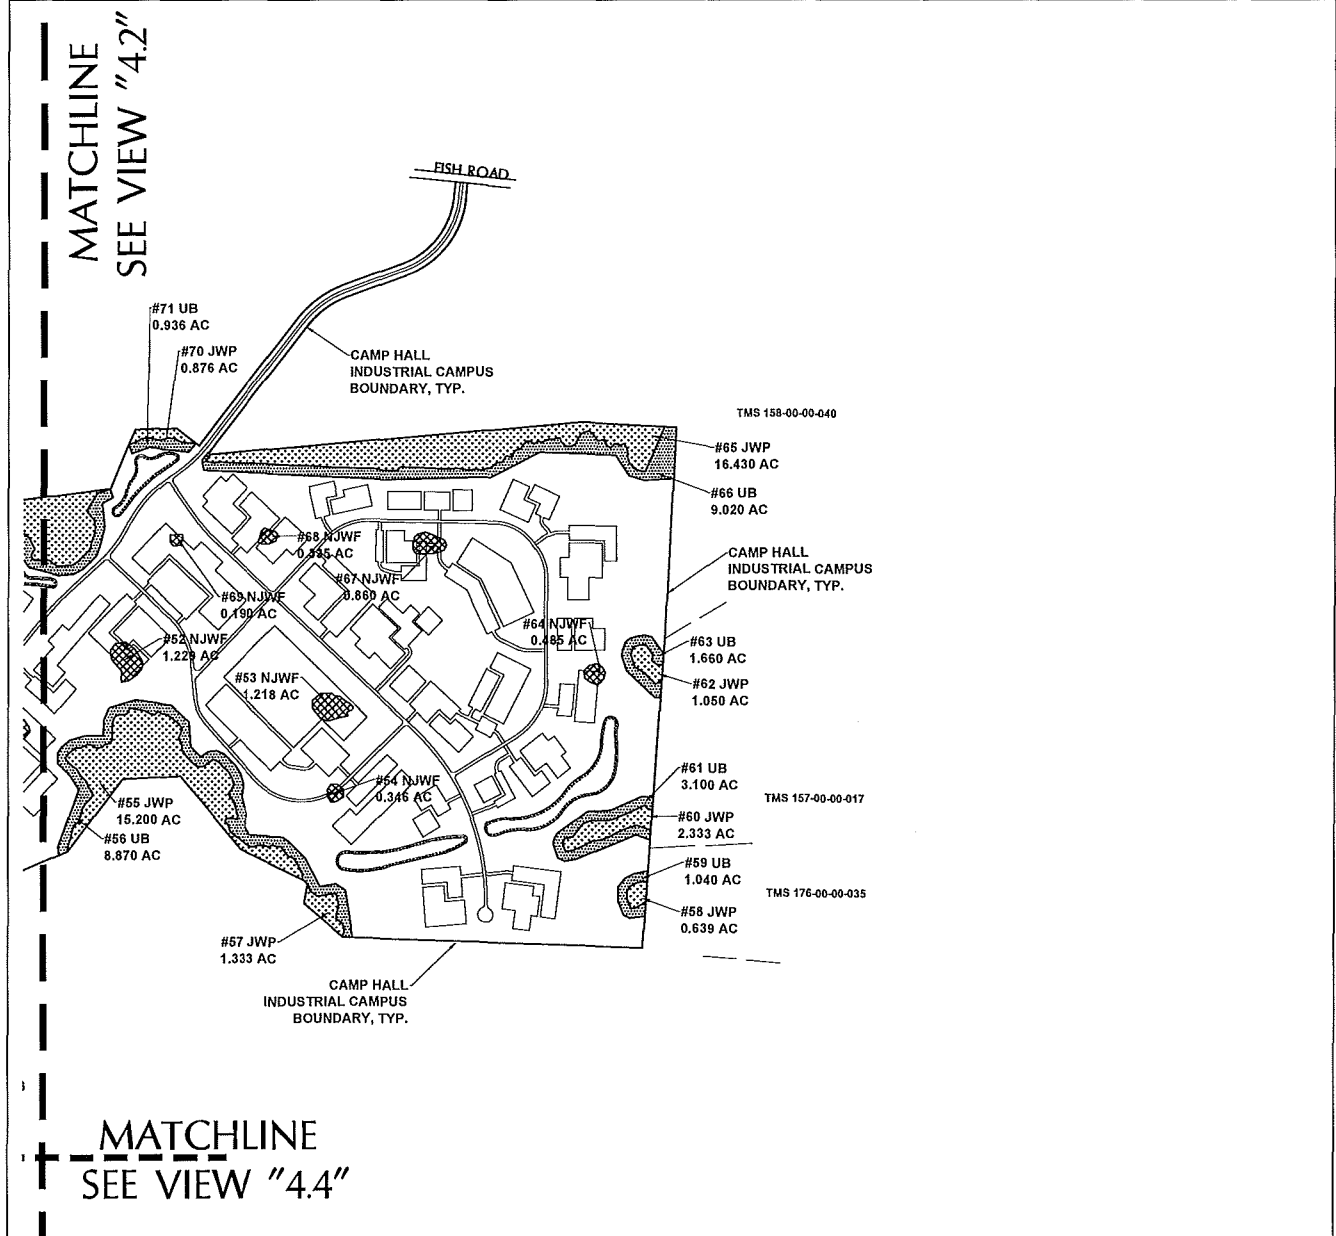 MATCHLINE
SEE VIEW "4.2"
FISH ROAD
#71 UB
0.936 AC
#70 JWP
0.876 AC
CAMP HALL
INDUSTRIAL CAMPUS
BOUNDARY, TYP.
TMS 158-00-00-040
#65 JWP
16.430 AC
#66 UB
9.020 AC
#68 NJWF
0.335 AC
CAMP HALL
INDUSTRIAL CAMPUS
BOUNDARY, TYP.
#67 NJWF
0.860 AC
#69 NJWF
0.190 AC
#64 NJWF
0.485 AC
#52 NJWF
1.229 AC
#63 UB
1.660 AC
#53 NJWF
1.218 AC
#62 JWP
1.050 AC
#61 UB
3.100 AC
#54 NJWF
0.346 AC
TMS 157-00-00-017
#55 JWP
15.200 AC
#60 JWP
2.333 AC
#56 UB
8.870 AC
#59 UB
1.040 AC
TMS 176-00-00-035
#58 JWP
0.639 AC
#57 JWP
1.333 AC
CAMP HALL
INDUSTRIAL CAMPUS
BOUNDARY, TYP.
MATCHLINE
SEE VIEW "4.4"